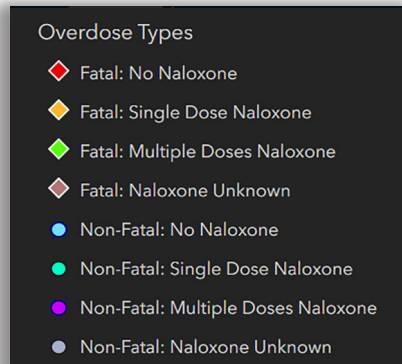 Overdose Types
Fatal: No Naloxone
Fatal: Single Dose Naloxone
Fatal: Multiple Doses Naloxone
Fatal: Naloxone Unknown
Non-Fatal: No Naloxone
Non-Fatal: Single Dose Naloxone
Non-Fatal: Multiple Doses Naloxone
Non-Fatal: Naloxone Unknown